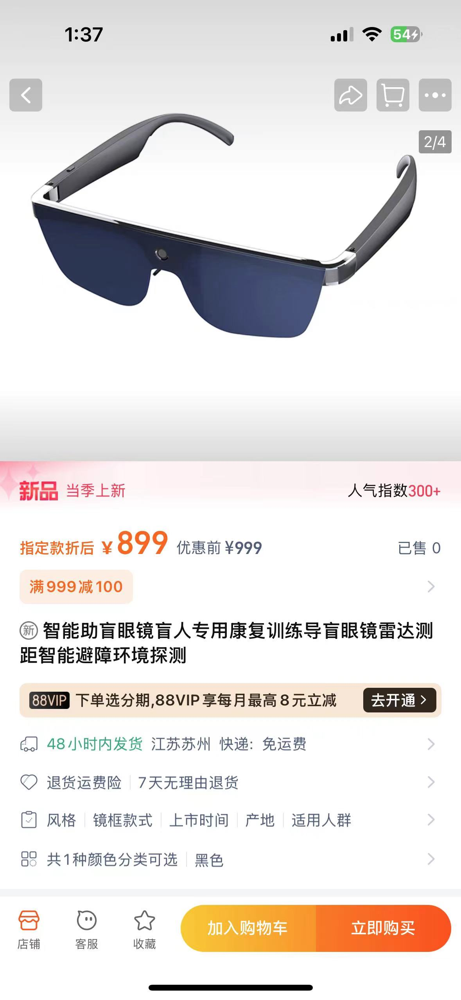 1:37
54
2/4
新品 当季上新 人气指数300+
指定款折后 ¥899 优惠前 ¥999 已售 0
满999减100
新 智能助盲眼镜盲人专用康复训练导盲眼镜雷达测
距智能避障环境探测
88VIP 下单选分期,88VIP享每月最高8元立减 去开通
48小时内发货 江苏苏州 快递: 免运费
退货运费险 7天无理由退货
风格 镜框款式 上市时间 产地 适用人群
共1种颜色分类可选 黑色
店铺 客服 收藏 加入购物车 立即购买